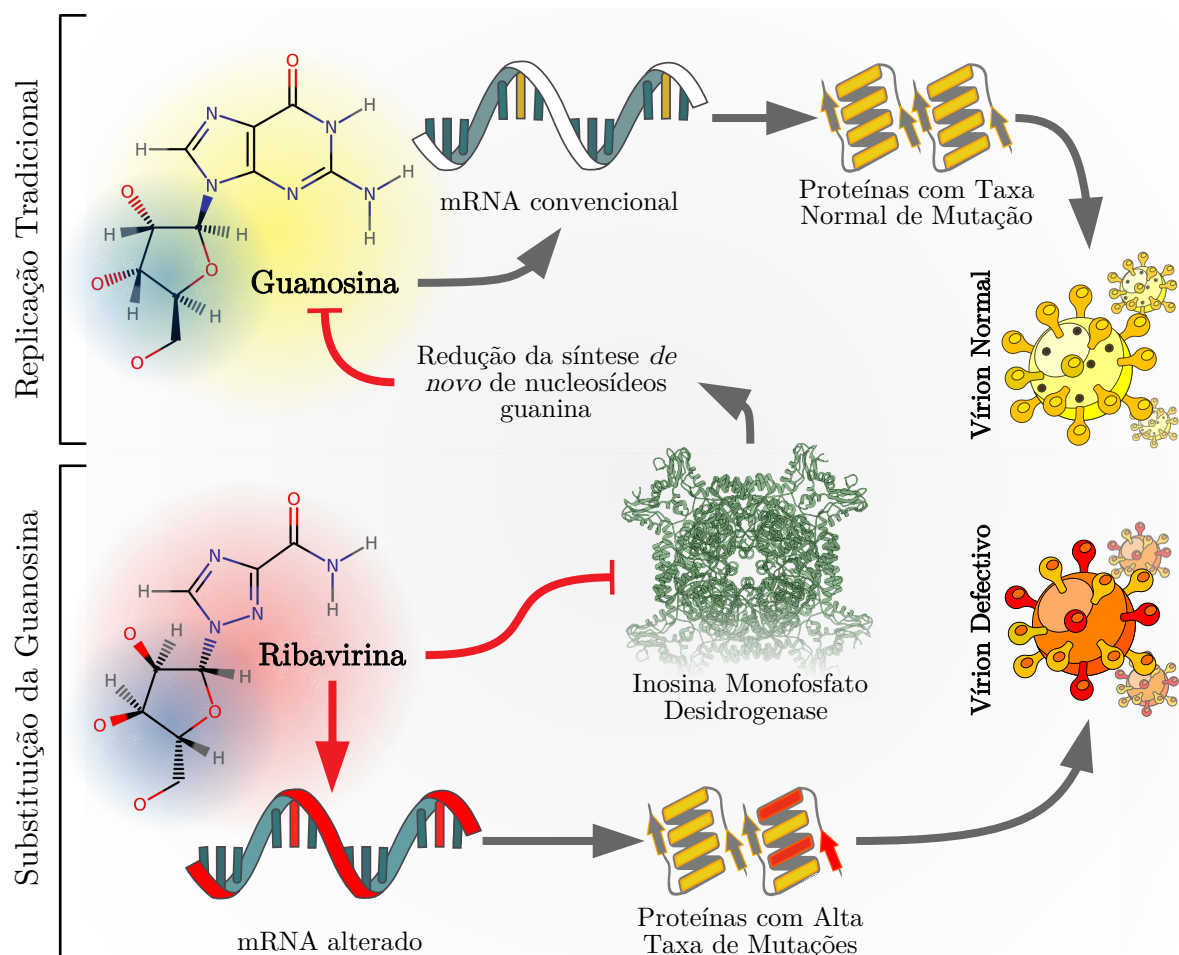 Replicação Tradicional
mRNA convencional
Proteínas com Taxa
Normal de Mutação
Guanosina
Redução da síntese de
novo de nucleosídeos
guanina
Vírion Normal
Substituição da Guanosina
Ribavirina
Inosina Monofosfato
Desidrogenase
Vírion Defectivo
mRNA alterado
Proteínas com Alta
Taxa de Mutações
O
N
N
H
H
N
N
N
H
H
O
H
H
O
O
H
H
O
O
N
N
H
H
H
N
N
O
H
H
H
O
O
H
O